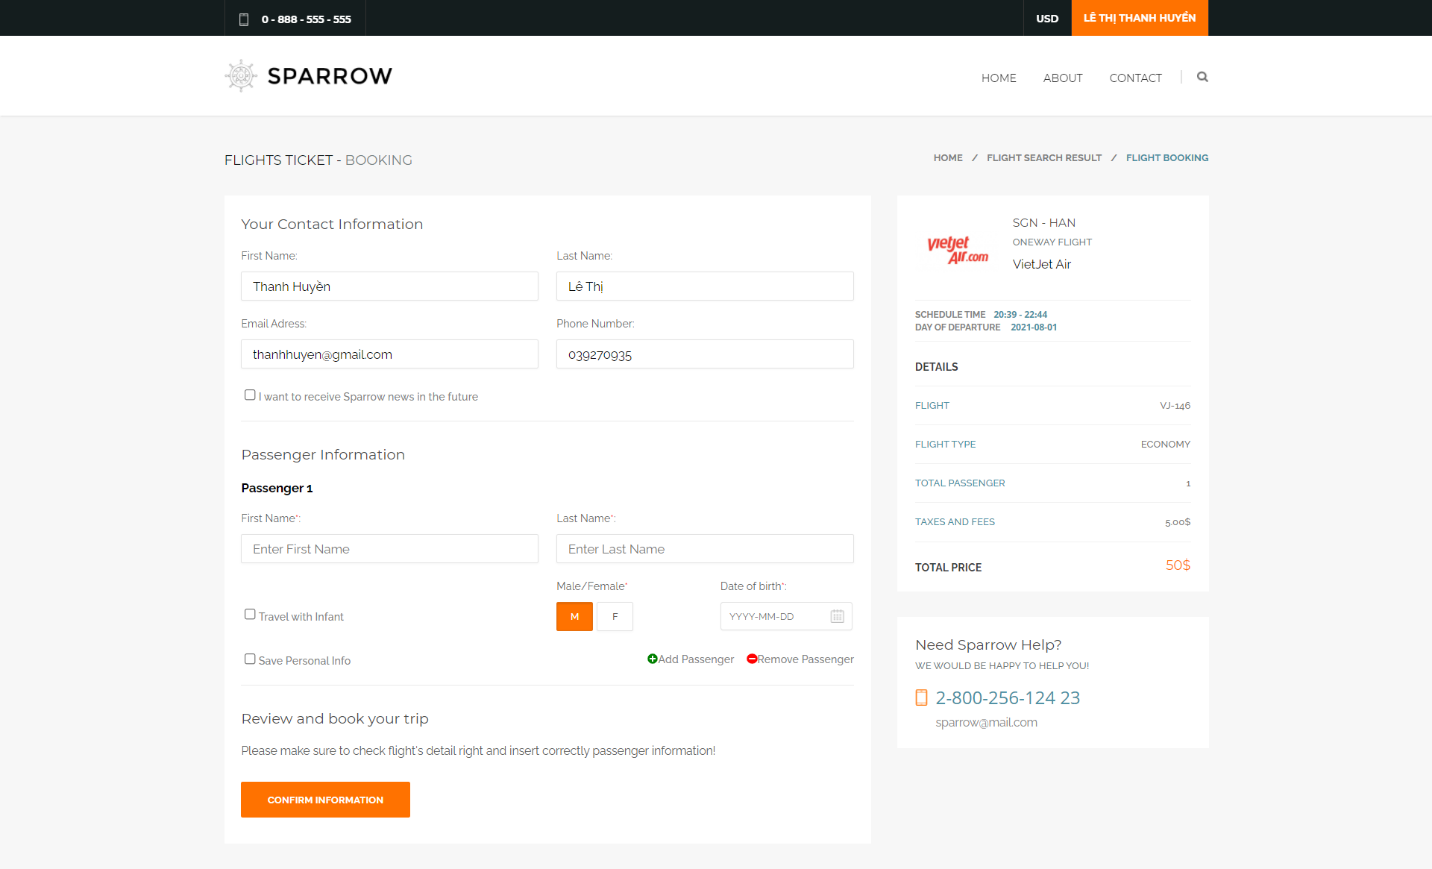 0 - 888 - 555 - 555
USD
LÊ THỊ THANH HUYỀN
SPARROW
HOME
ABOUT
CONTACT
FLIGHTS TICKET - BOOKING
HOME / FLIGHT SEARCH RESULT / FLIGHT BOOKING
Your Contact Information
First Name:
Last Name:
Thanh Huyền
Lê Thị
Email Adress:
Phone Number:
thanhhuyen@gmail.com
039270935
I want to receive Sparrow news in the future
Passenger Information
Passenger 1
First Name*:
Last Name*:
Enter First Name
Enter Last Name
Male/Female*
Date of birth*:
Travel with Infant
M
F
YYYY-MM-DD
Save Personal Info
Add Passenger
Remove Passenger
Review and book your trip
Please make sure to check flight's detail right and insert correctly passenger information!
CONFIRM INFORMATION
vietjet
Air.com
SGN - HAN
ONEWAY FLIGHT
VietJet Air
SCHEDULE TIME 20:39 - 22:44
DAY OF DEPARTURE 2021-08-01
DETAILS
FLIGHT VJ-146
FLIGHT TYPE ECONOMY
TOTAL PASSENGER 1
TAXES AND FEES 5.00$
TOTAL PRICE 50$
Need Sparrow Help?
WE WOULD BE HAPPY TO HELP YOU!
2-800-256-124 23
sparrow@mail.com